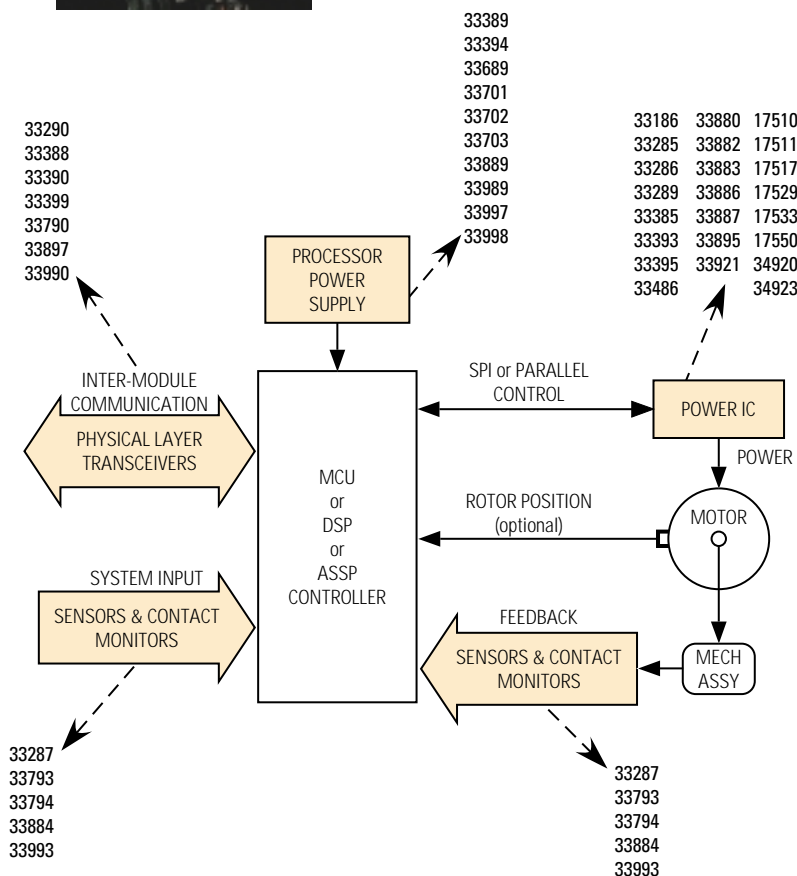 33389
33394
33689
33701
33702
33703
33889
33989
33997
33998
33290
33388
33390
33399
33790
33897
33990
33186 33880 17510
33285 33882 17511
33286 33883 17517
33289 33886 17529
33385 33887 17533
33393 33895 17550
33395 33921 34920
33486 34923
PROCESSOR
POWER
SUPPLY
INTER-MODULE
COMMUNICATION
PHYSICAL LAYER
TRANSCEIVERS
SPI or PARALLEL
CONTROL
POWER IC
POWER
MCU
or
DSP
or
ASSP
CONTROLLER
ROTOR POSITION
(optional)
MOTOR
SYSTEM INPUT
SENSORS & CONTACT
MONITORS
FEEDBACK
SENSORS & CONTACT
MONITORS
MECH
ASSY
33287
33793
33794
33884
33993
33287
33793
33794
33884
33993